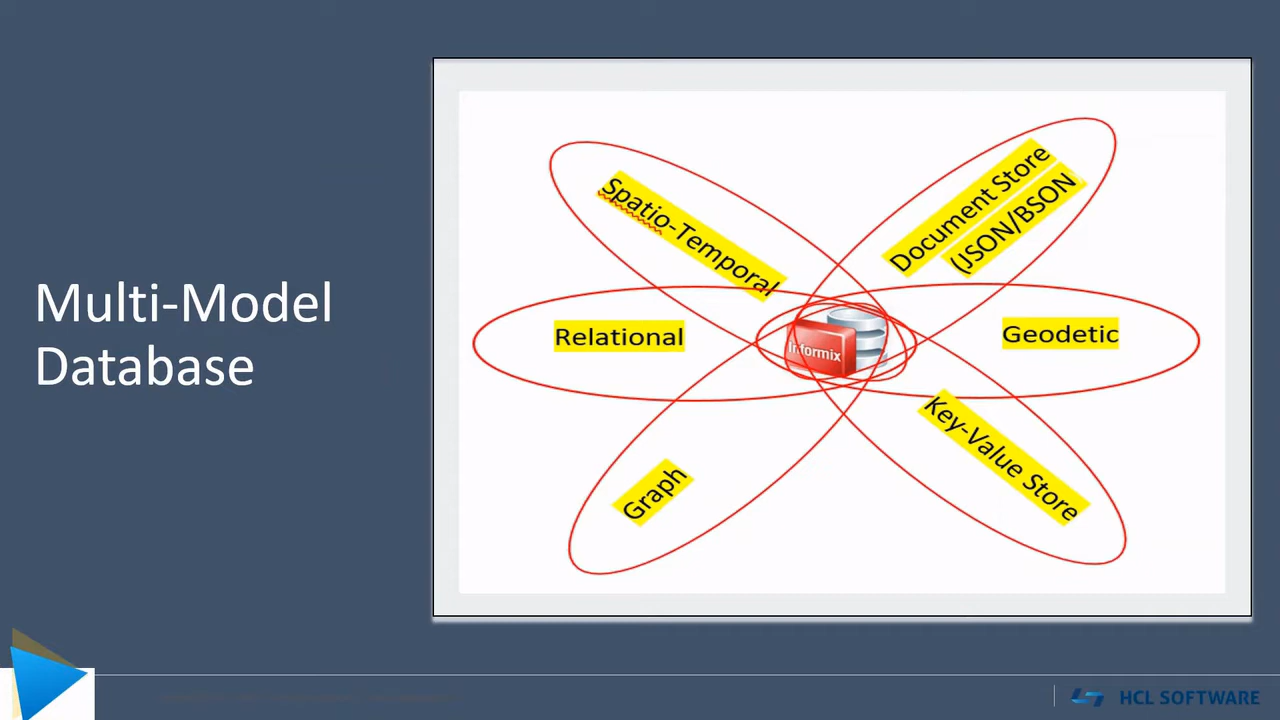 Multi-Model
Database
Spatio-Temporal
Document Store
(JSON/BSON
Relational
Informix
Geodetic
Key-Value Store
Graph
HCL SOFTWARE